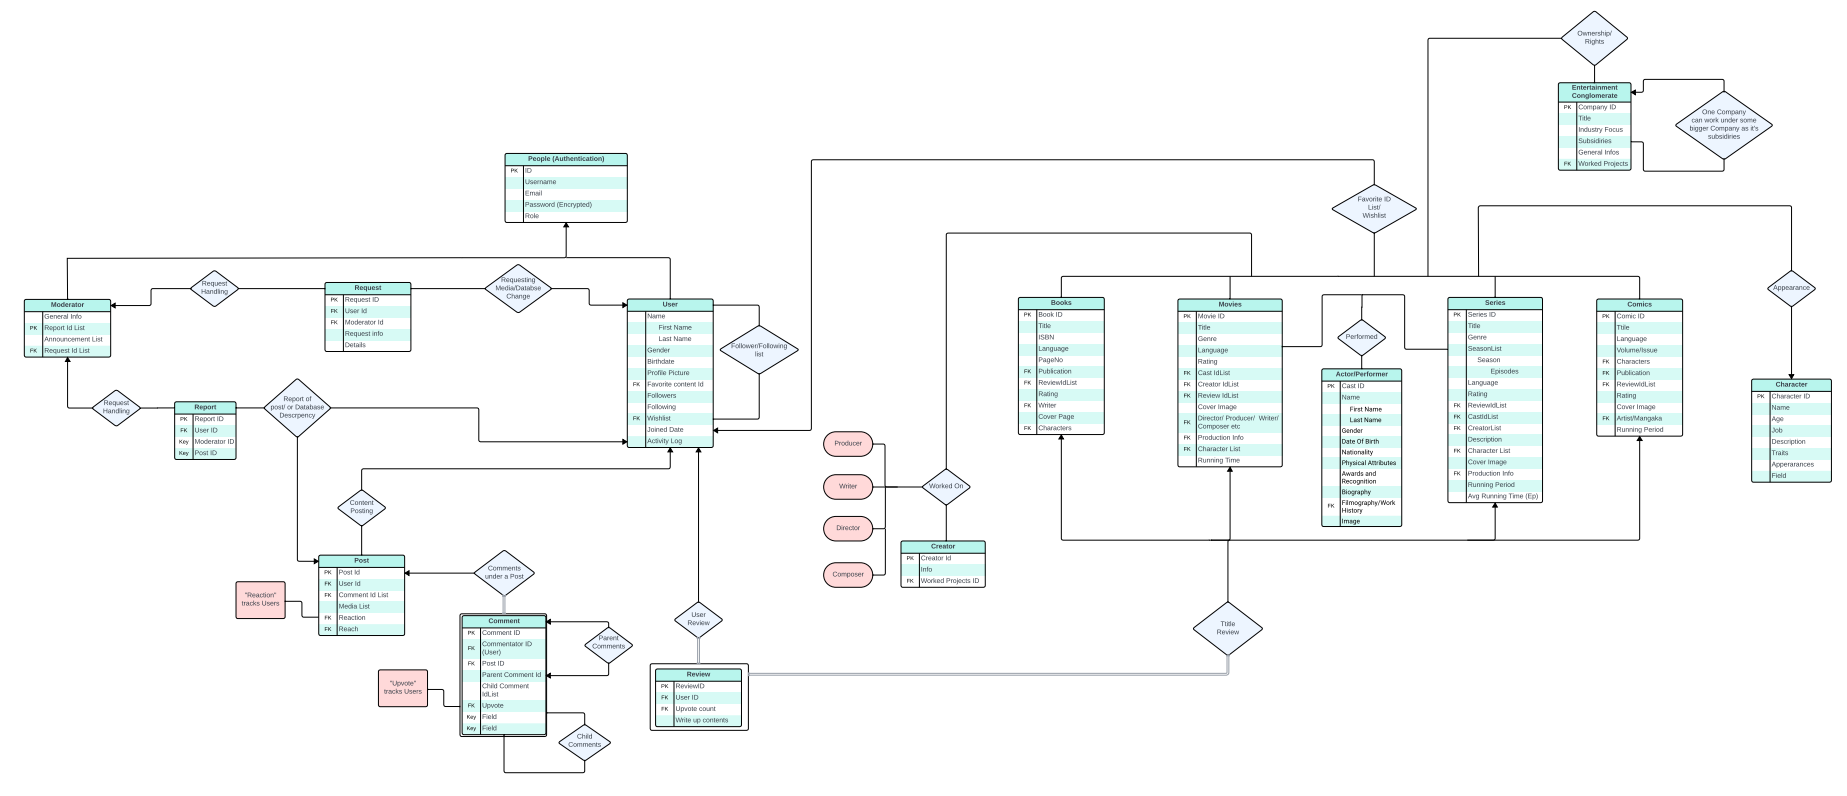 Ownership/
Rights
Entertainment
Conglomerate
PK Company ID
Title
Industry Focus
Subsidiries
General Infos
FK Worked Projects
One Company
can work under some
bigger Company as it's
subsidiries
People (Authentication)
PK ID
Username
Email
Password (Encrypted)
Role
Favorite ID
List/
Wishlist
Request
Handling
Requesting
Media/Databse
Change
Appearance
Moderator
General Info
PK Report Id List
Announcement List
FK Request Id List
Request
PK Request ID
FK User Id
FK Moderator Id
Request info
Details
User
Name
First Name
Last Name
Gender
Birthdate
Profile Picture
FK Favorite content Id
Followers
Following
FK Wishlist
Joined Date
Activity Log
Follower/Following
list
Books
PK Book ID
Title
ISBN
Language
PageNo
FK Publication
FK ReviewIdList
Rating
FK Writer
Cover Page
FK Characters
Movies
PK Movie ID
Title
Genre
Language
Rating
FK Cast IdList
FK Creator IdList
FK Review IdList
Cover Image
FK Director/ Producer/ Writer/
Composer etc
FK Production Info
FK Character List
Running Time
Performed
Actor/Performer
PK Cast ID
Name
First Name
Last Name
Gender
Date Of Birth
Nationality
Physical Attributes
Awards and
Recognition
Biography
FK Filmography/Work
History
Image
Series
PK Series ID
Title
Genre
FK SeasonList
Season
Episodes
Language
Rating
FK ReviewIdList
FK CastIdList
FK CreatorList
Description
FK Character List
Cover Image
FK Production Info
Running Period
Avg Running Time (Ep)
Comics
PK Comic ID
Ttile
Language
Volume/Issue
FK Characters
FK Publication
FK ReviewIdList
Rating
Cover Image
FK Artist/Mangaka
Running Period
Character
PK Character ID
Name
Age
Job
Description
Traits
Apperarances
Field
Request
Handling
Report
PK Report ID
FK User ID
Key Moderator ID
Key Post ID
Report of
post/ or Database
Descrpency
Producer
Writer
Director
Composer
Worked On
Creator
PK Creator Id
Info
FK Worked Projects ID
Content
Posting
Post
PK Post Id
FK User Id
FK Comment Id List
Media List
FK Reaction
FK Reach
"Reaction"
tracks Users
Comments
under a Post
Comment
PK Comment ID
FK Commentator ID
(User)
FK Post ID
Parent Comment Id
Child Comment
IdList
FK Upvote
Key Field
Key Field
Parent
Comments
"Upvote"
tracks Users
Child
Comments
User
Review
Review
PK ReviewID
FK User ID
FK Upvote count
Write up contents
Ttitle
Review